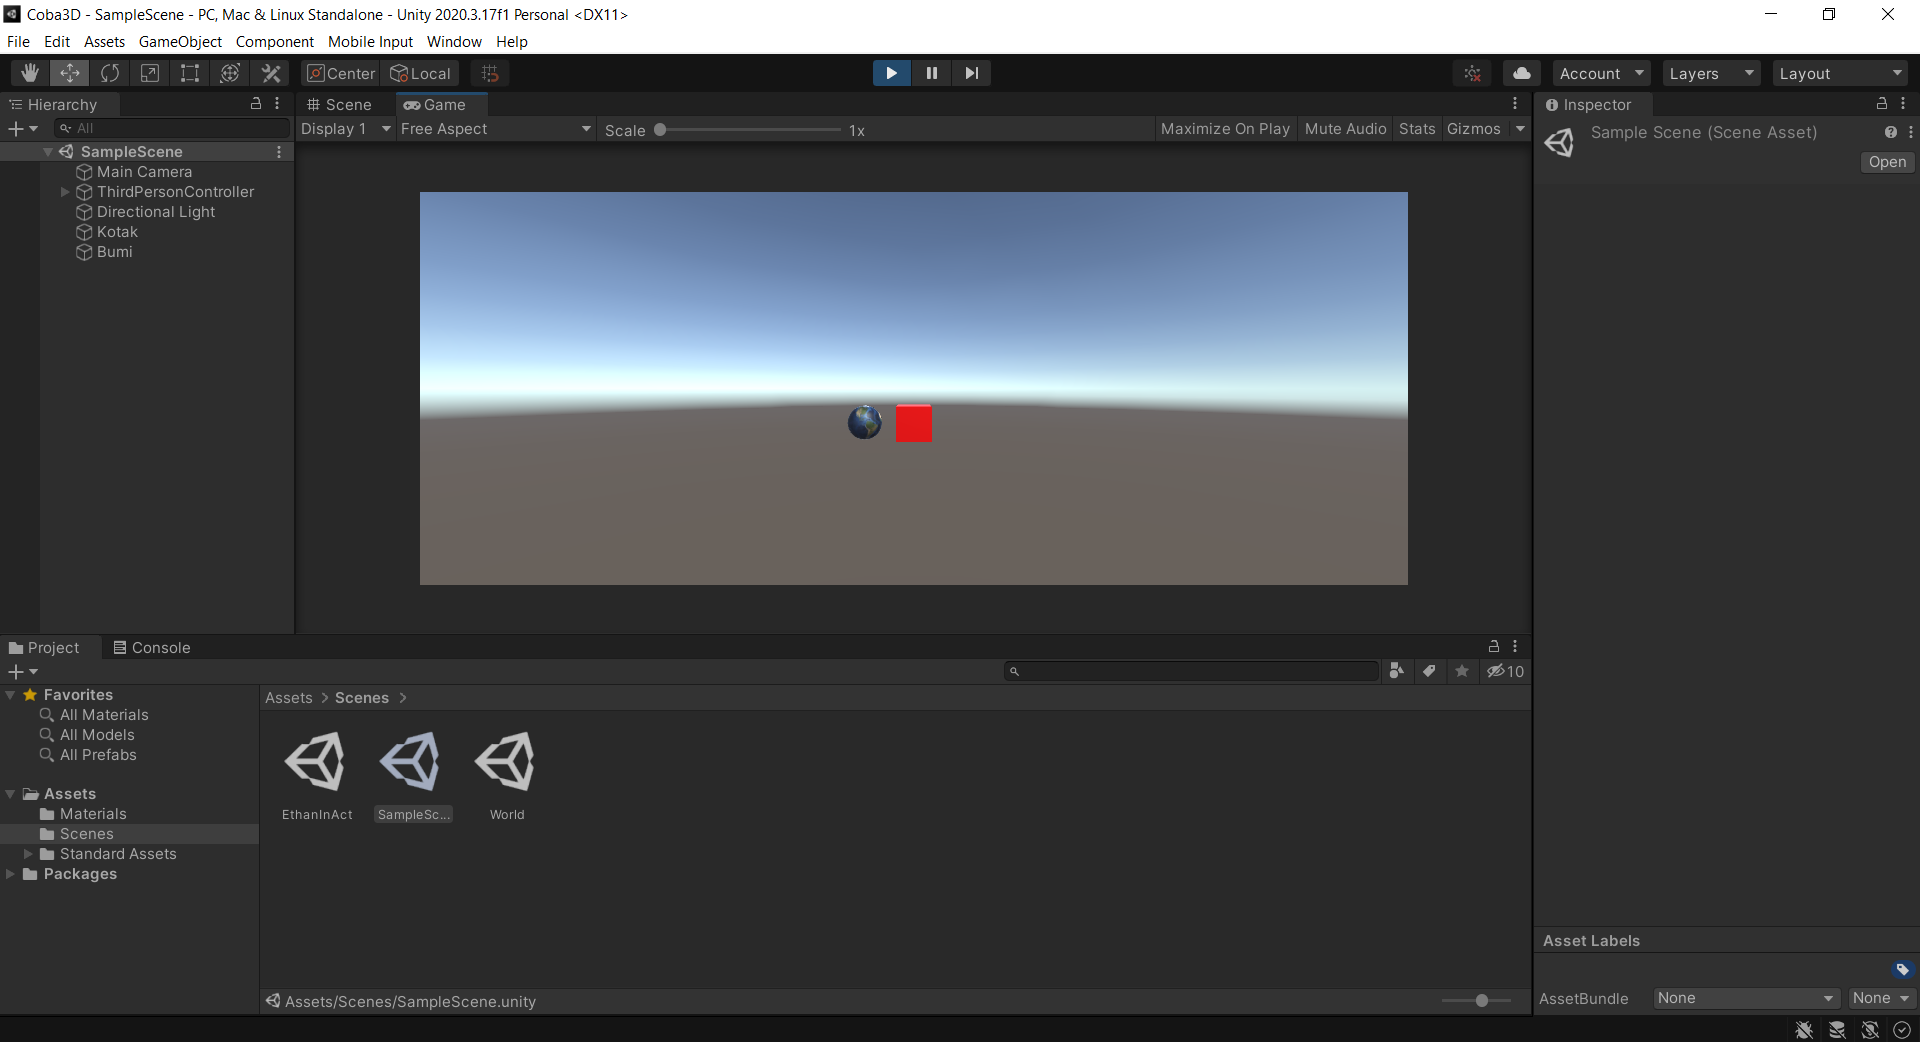 Coba3D - SampleScene - PC, Mac & Linux Standalone - Unity 2020.3.17f1 Personal <DX11>
File Edit Assets GameObject Component Mobile Input Window Help
Center Local Account Layers Layout
Hierarchy
All
SampleScene
Main Camera
ThirdPersonController
Directional Light
Kotak
Bumi
Scene Game
Display 1 Free Aspect Scale 1x Maximize On Play Mute Audio Stats Gizmos
Inspector
Sample Scene (Scene Asset)
Open
Project Console
10
Favorites
All Materials
All Models
All Prefabs
Assets
Materials
Scenes
Standard Assets
Packages
Assets > Scenes >
EthanInAct SampleSc... World
Assets/Scenes/SampleScene.unity
Asset Labels
AssetBundle None None